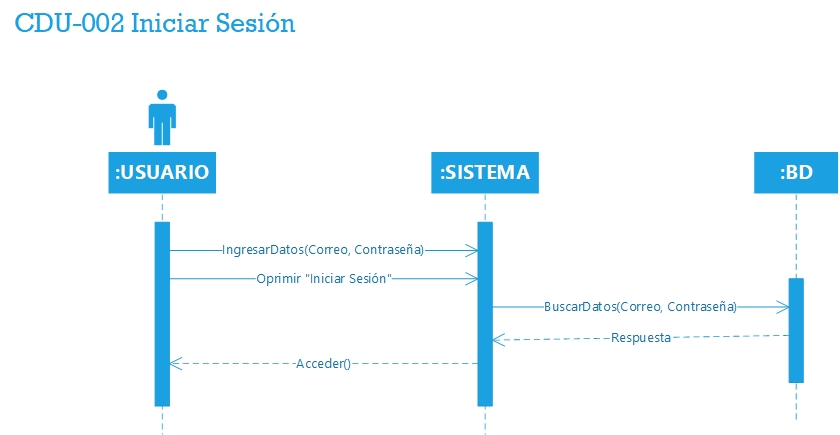 CDU-002 Iniciar Sesión
:USUARIO
:SISTEMA
:BD
IngresarDatos(Correo, Contraseña)
Oprimir "Iniciar Sesión"
BuscarDatos(Correo, Contraseña)
Respuesta
Acceder()